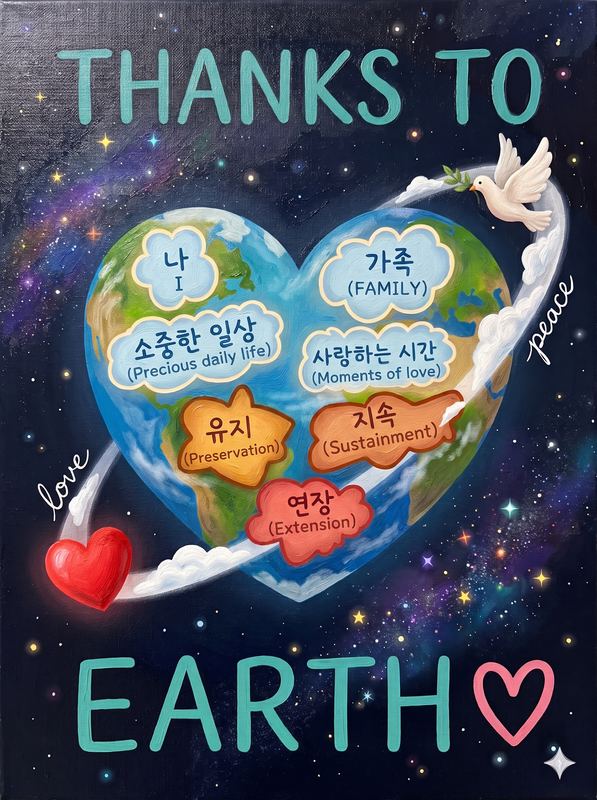 THANKS TO
나
I
가족
(FAMILY)
소중한 일상
(Precious daily life)
사랑하는 시간
(Moments of love)
peace
유지
(Preservation)
지속
(Sustainment)
love
연장
(Extension)
EARTH